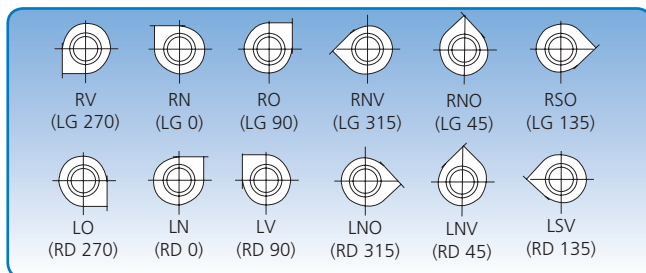 RV RN RO RNV RNO RSO
(LG 270) (LG 0) (LG 90) (LG 315) (LG 45) (LG 135)
LO LN LV LNO LNV LSV
(RD 270) (RD 0) (RD 90) (RD 315) (RD 45) (RD 135)